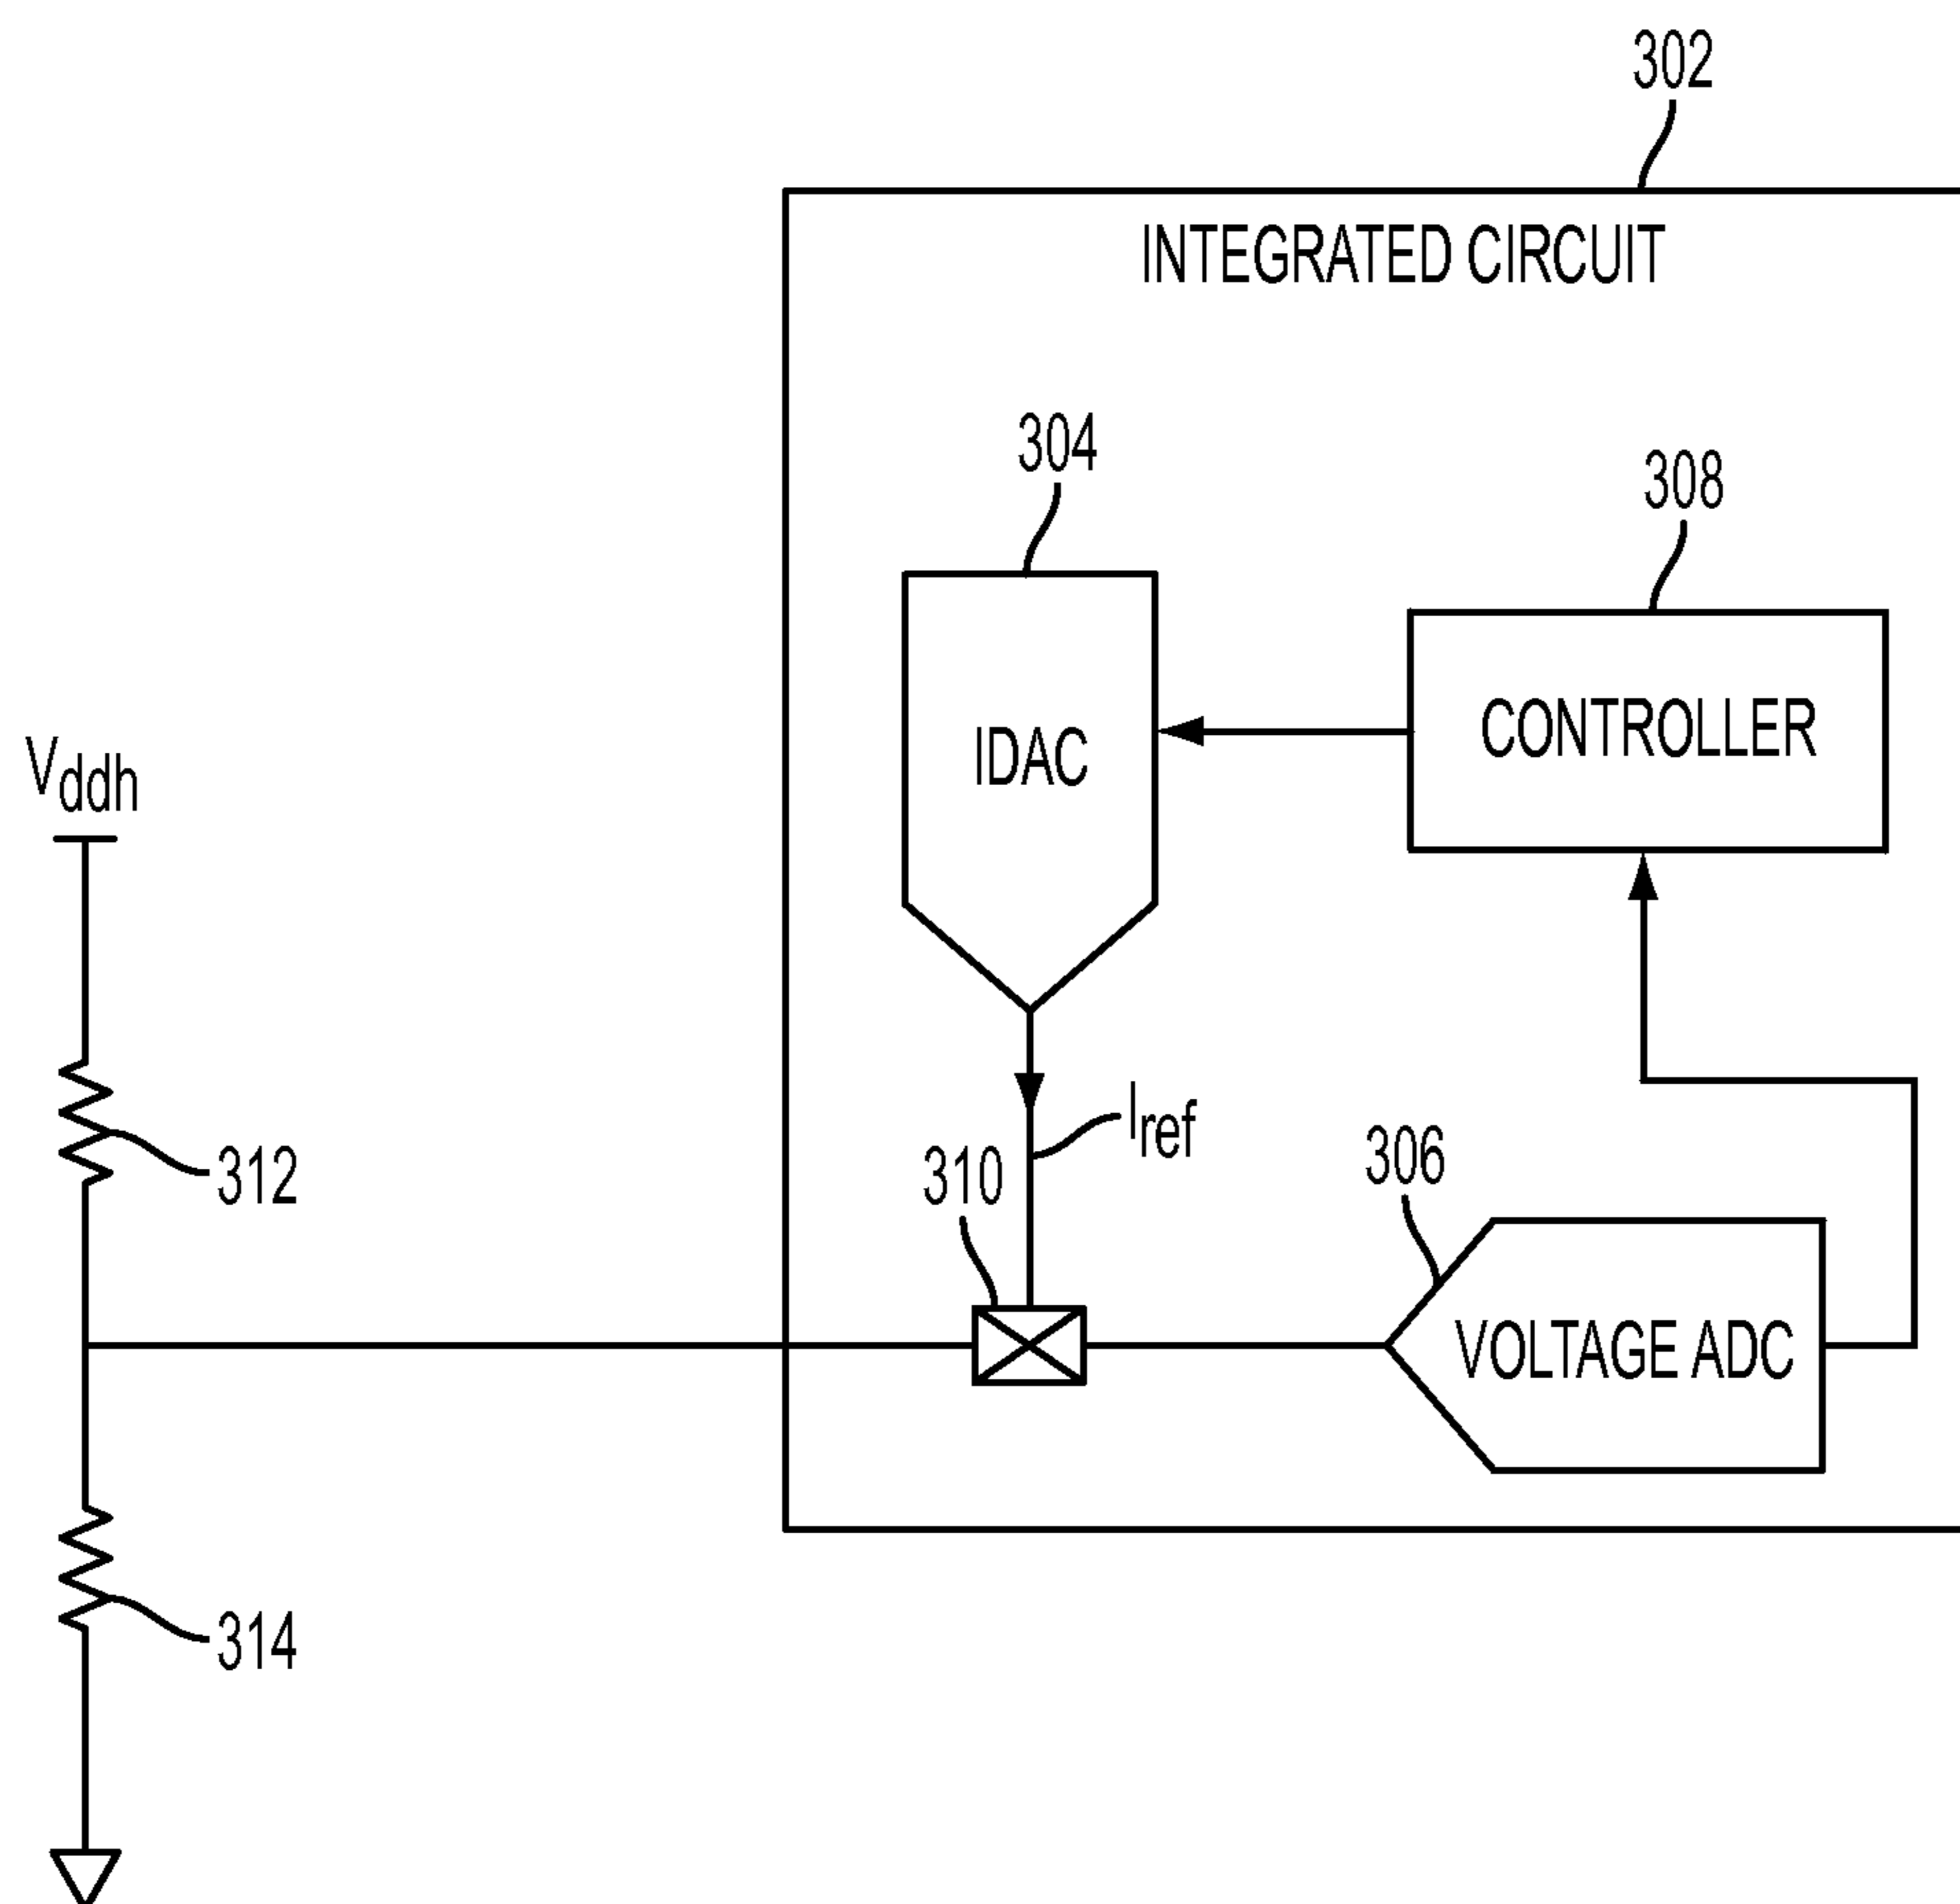 302
INTEGRATED CIRCUIT
304
308
IDAC
CONTROLLER
Vddh
Iref
306
310
312
VOLTAGE ADC
314